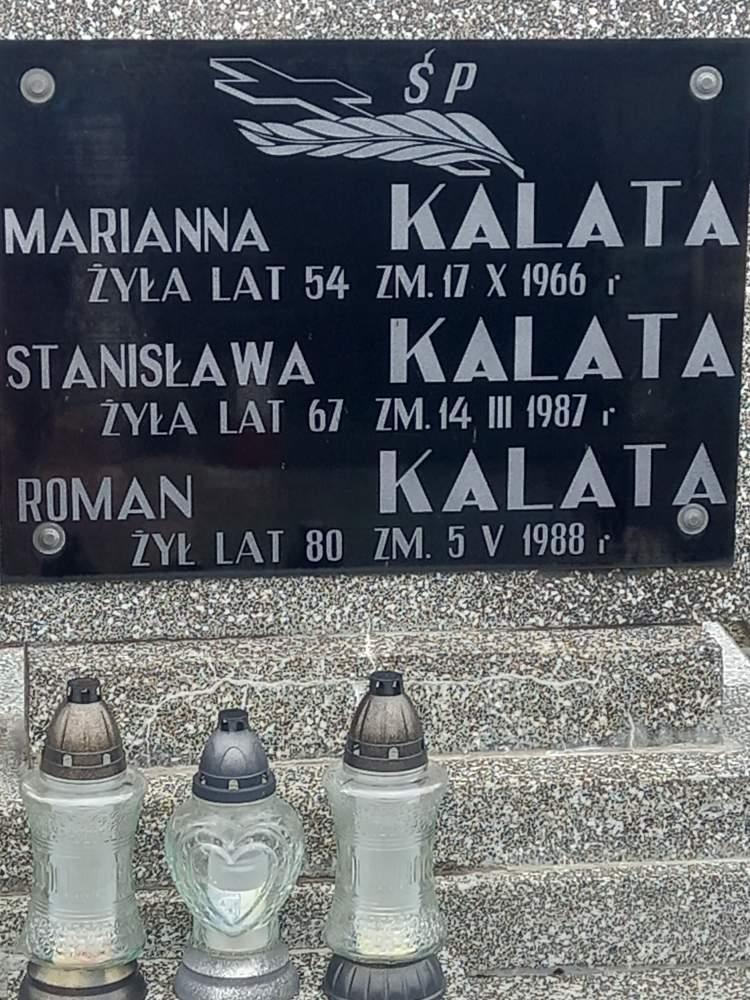 ŚP
MARIANNA KALATA
ŻYŁA LAT 54 ZM. 17 X 1966 r
STANISŁAWA KALATA
ŻYŁA LAT 67 ZM. 14 III 1987 r
ROMAN KALATA
ŻYŁ LAT 80 ZM. 5 V 1988 r